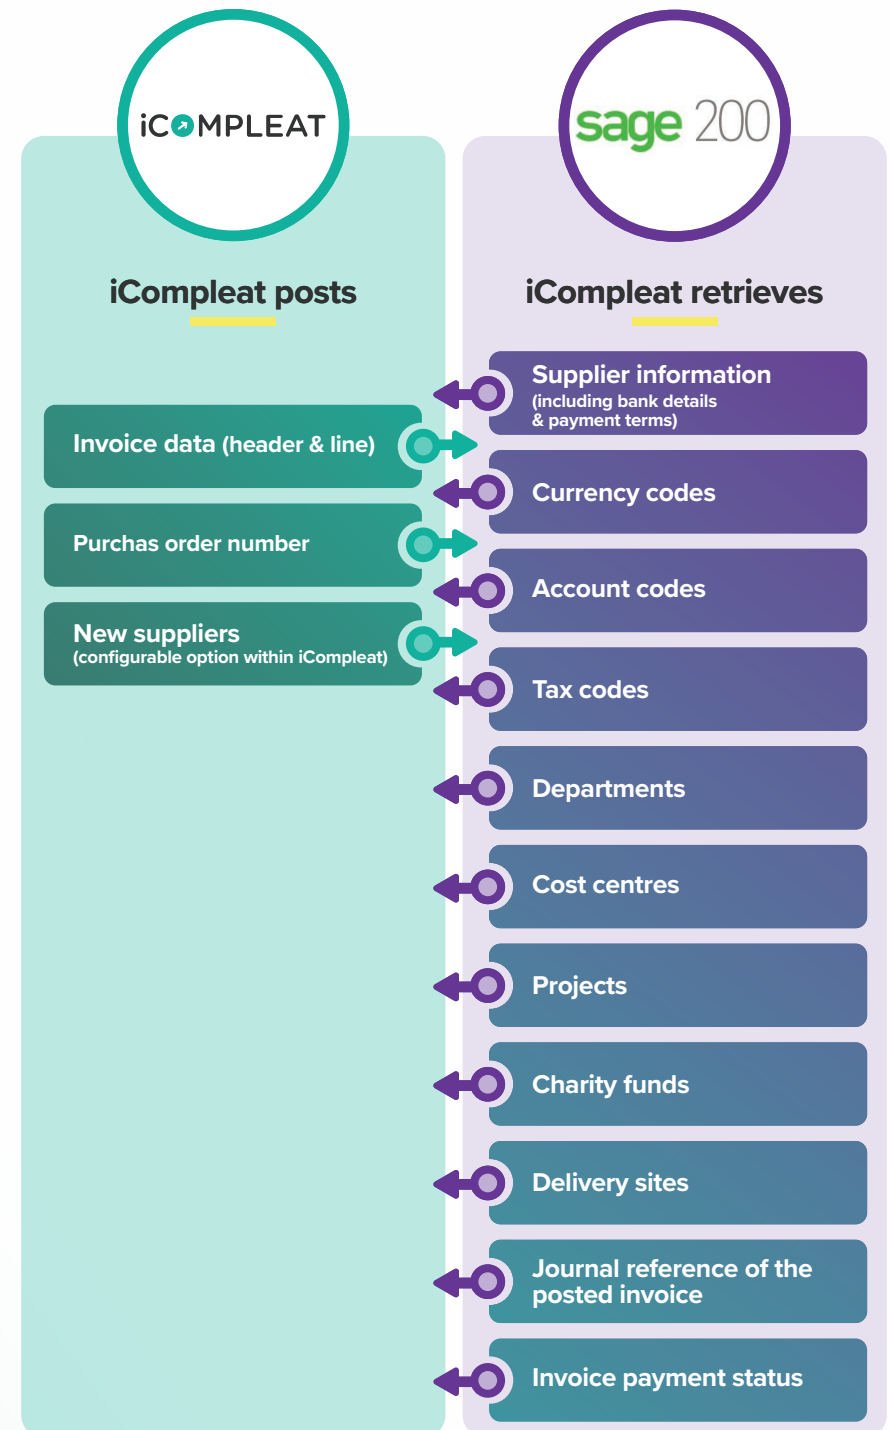 iCOMPLEAT
sage 200
iCompleat posts
Invoice data (header & line)
Purchas order number
New suppliers
(configurable option within iCompleat)
iCompleat retrieves
Supplier information
(including bank details
& payment terms)
Currency codes
Account codes
Tax codes
Departments
Cost centres
Projects
Charity funds
Delivery sites
Journal reference of the
posted invoice
Invoice payment status